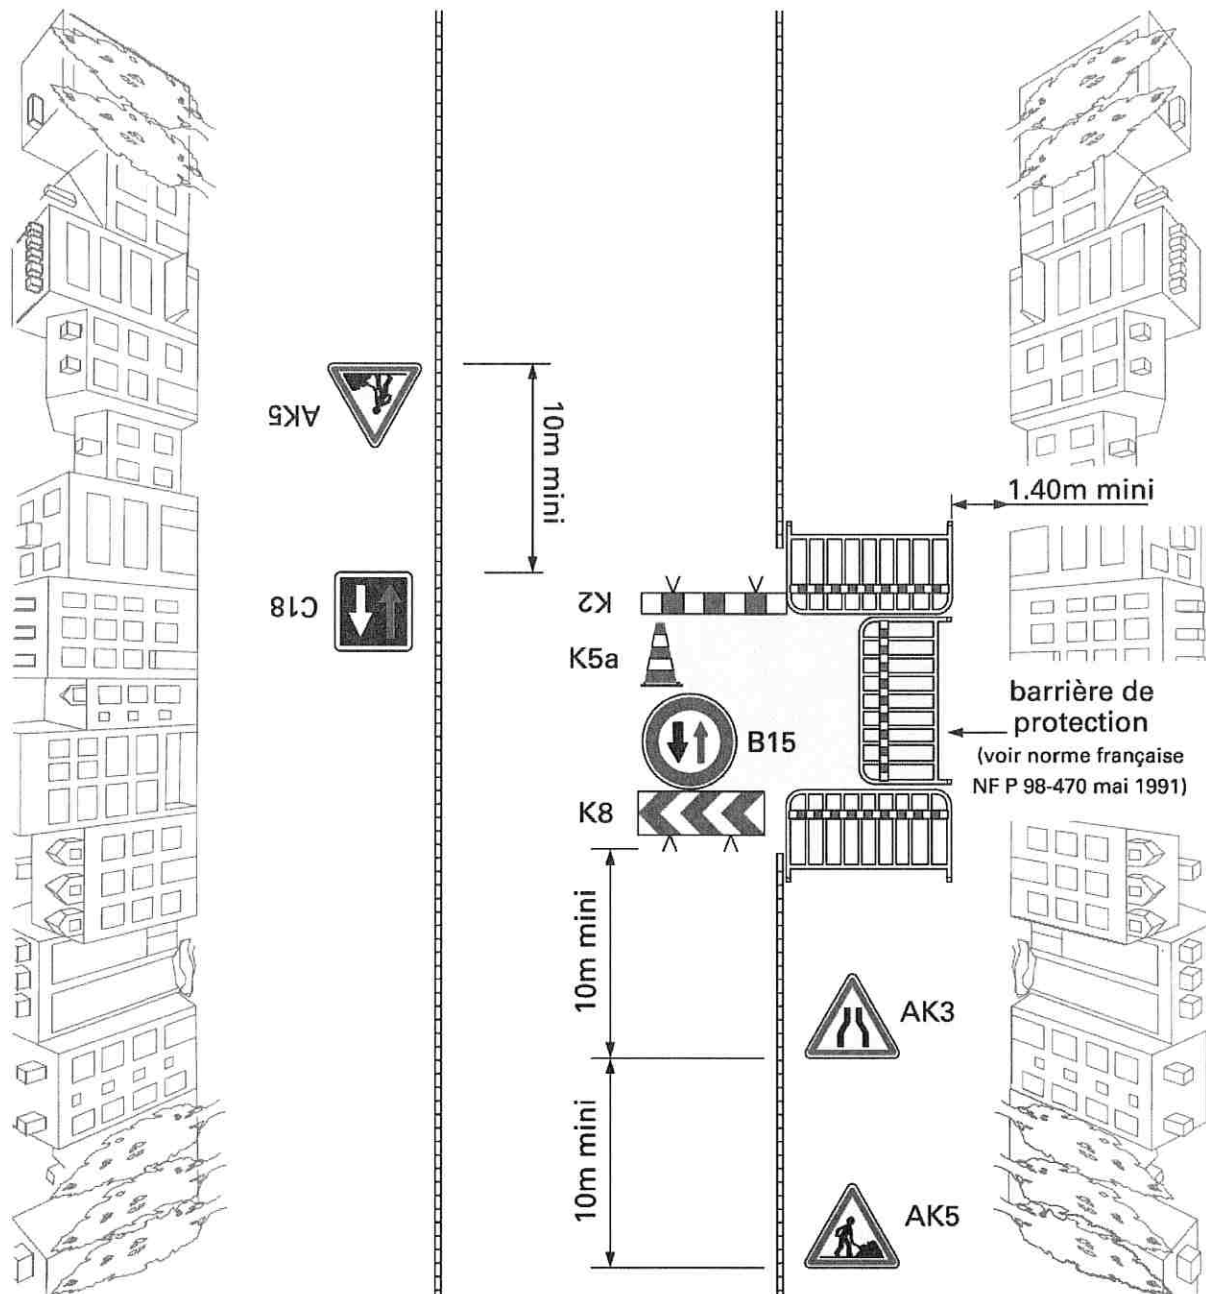 AK5
10m mini
1.40m mini
C18
K2
K5a
B15
barrière de
protection
(voir norme française
NF P 98-470 mai 1991)
K8
10m mini
AK3
10m mini
AK5